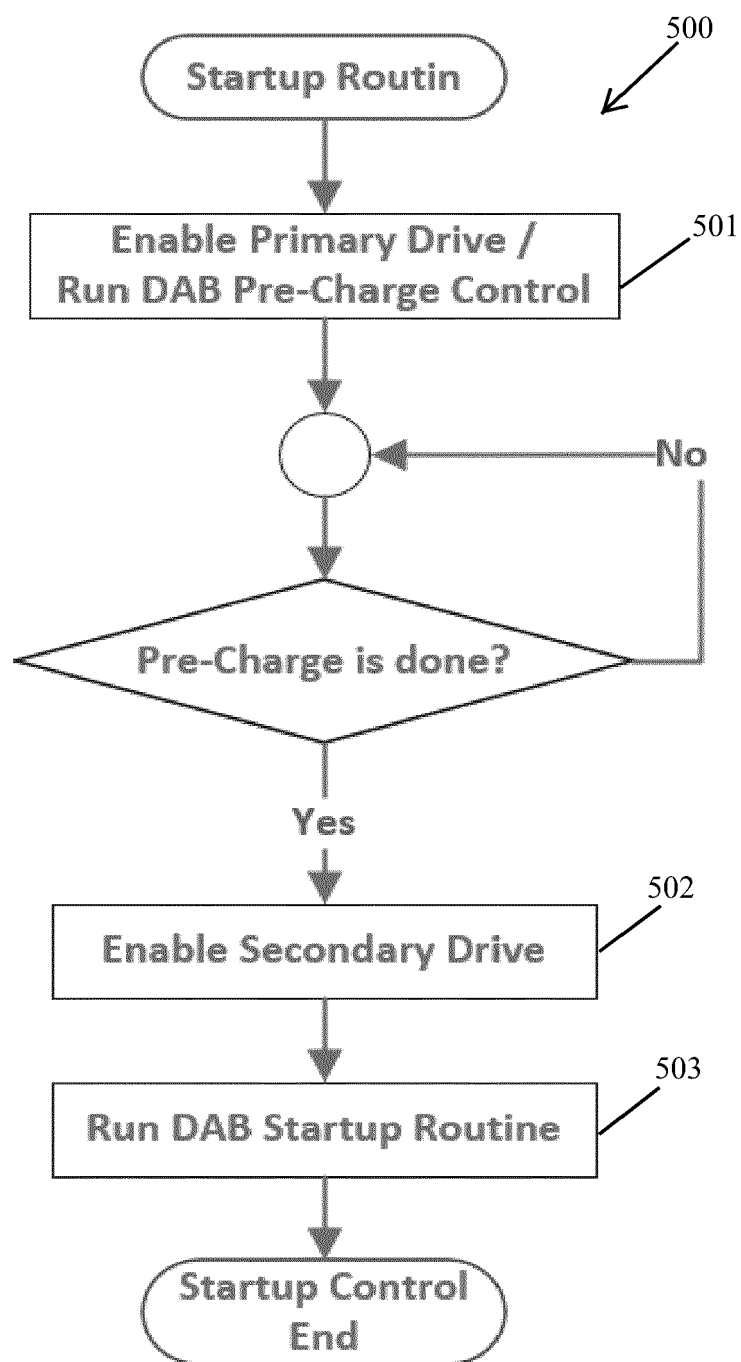 500
Startup Routin
Enable Primary Drive /
Run DAB Pre-Charge Control
501
No
Pre-Charge is done?
Yes
502
Enable Secondary Drive
503
Run DAB Startup Routine
Startup Control
End